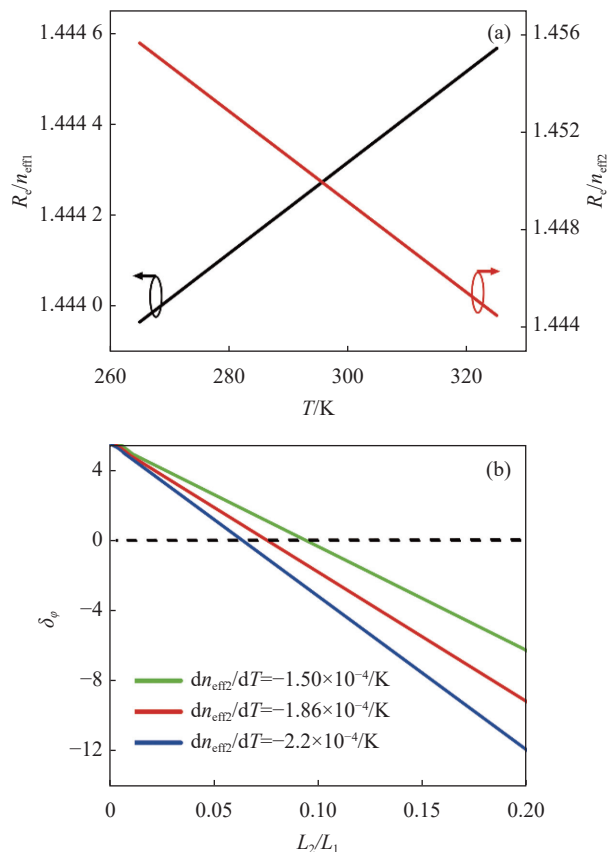 (a)
1.444 6
1.444 4
1.444 2
1.444 0
R_e/n_eff1
1.456
1.452
1.448
1.444
R_e/n_eff2
260 280 300 320
T/K
(b)
4
0
−4
−8
−12
δ_φ
dn_eff2/dT=−1.50×10⁻⁴/K
dn_eff2/dT=−1.86×10⁻⁴/K
dn_eff2/dT=−2.2×10⁻⁴/K
0 0.05 0.10 0.15 0.20
L₂/L₁